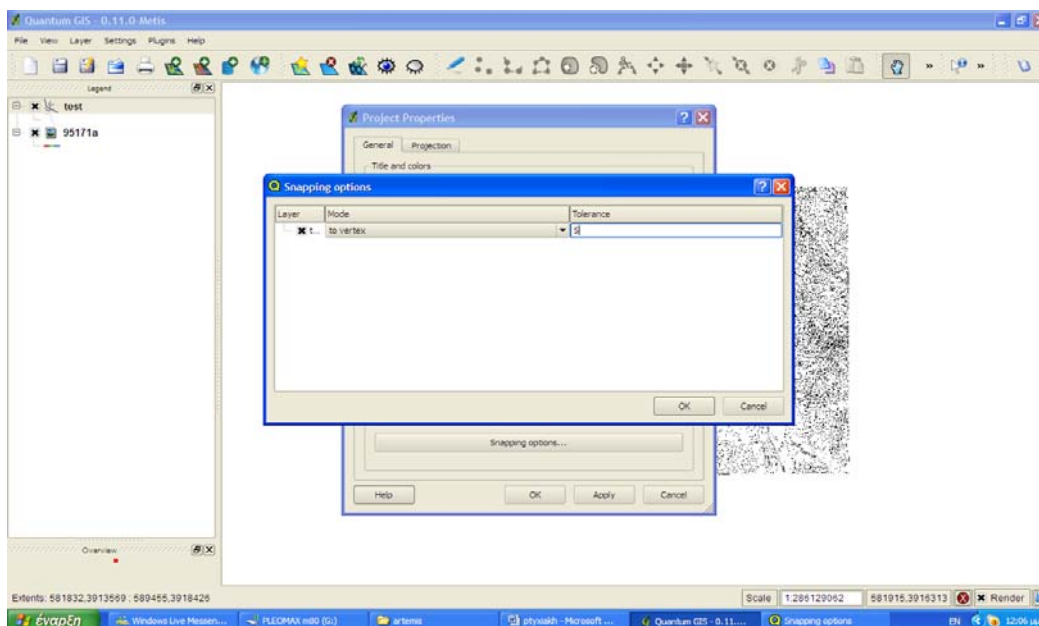 Quantum GIS - 0.11.0-Metis
File View Layer Settings Plugins Help
Legend
test
95171a
Project Properties
General Projection
Title and colors
Snapping options
Layer Mode Tolerance
t... to vertex 5
OK Cancel
Snapping options...
Help OK Apply Cancel
Overview
Extents: 581832,3913569 : 589455,3918426
Scale 1:286129062 581915,3916313 Render
έναρξη Windows Live Messen... PLEOMAX m80 (G:) artemis ptyxiakh - Microsoft ... Quantum GIS - 0.11.... Snapping options EN 12:06 μμ